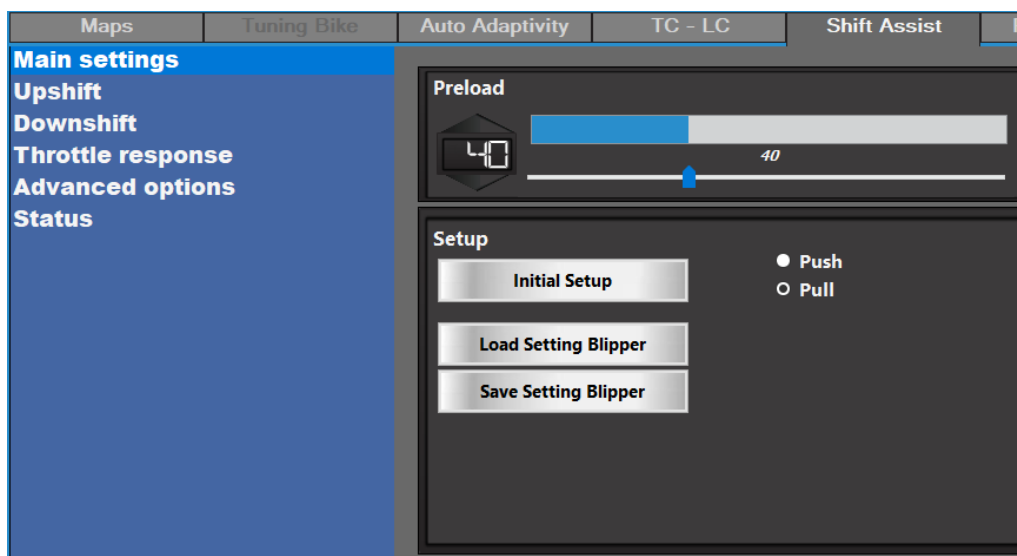 Maps Tuning Bike Auto Adaptivity TC - LC Shift Assist
Main settings
Upshift
Downshift
Throttle response
Advanced options
Status
Preload
40
40
Setup
Initial Setup
Push
Pull
Load Setting Blipper
Save Setting Blipper